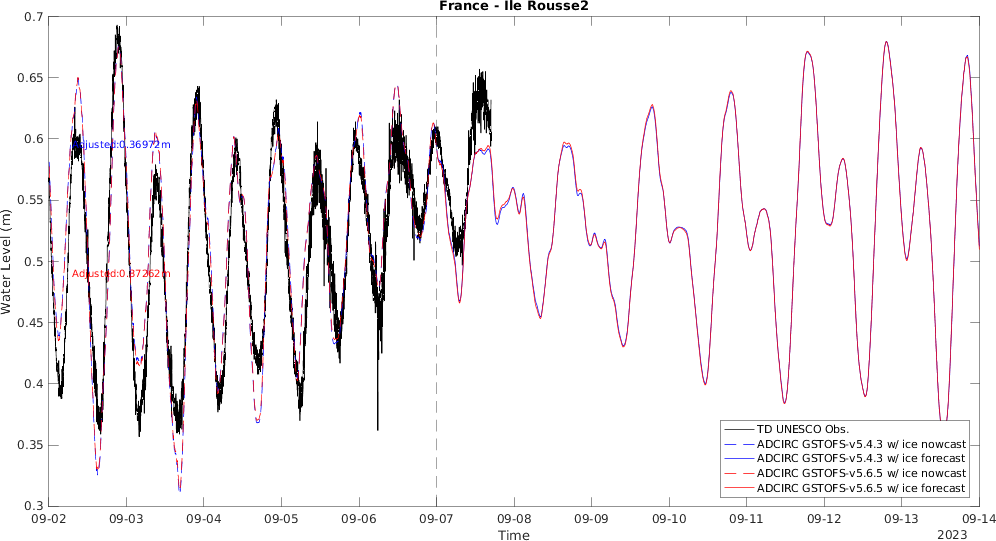 France - Ile Rousse2
Water Level (m)
0.7
0.65
0.6
0.55
0.5
0.45
0.4
0.35
0.3
Adjusted:0.36972m
Adjusted:0.37262m
TD UNESCO Obs.
ADCIRC GSTOFS-v5.4.3 w/ ice nowcast
ADCIRC GSTOFS-v5.4.3 w/ ice forecast
ADCIRC GSTOFS-v5.6.5 w/ ice nowcast
ADCIRC GSTOFS-v5.6.5 w/ ice forecast
09-02 09-03 09-04 09-05 09-06 09-07 09-08 09-09 09-10 09-11 09-12 09-13 09-14
Time
2023